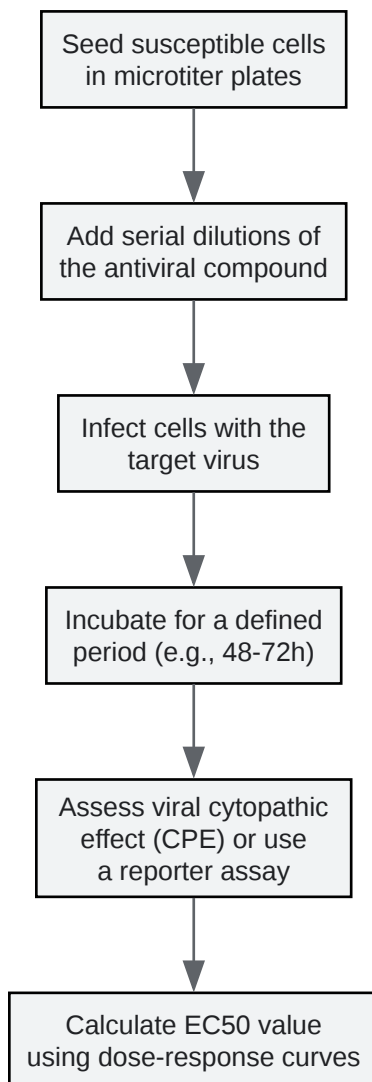 Seed susceptible cells
in microtiter plates
Add serial dilutions of
the antiviral compound
Infect cells with the
target virus
Incubate for a defined
period (e.g., 48-72h)
Assess viral cytopathic
effect (CPE) or use
a reporter assay
Calculate EC50 value
using dose-response curves